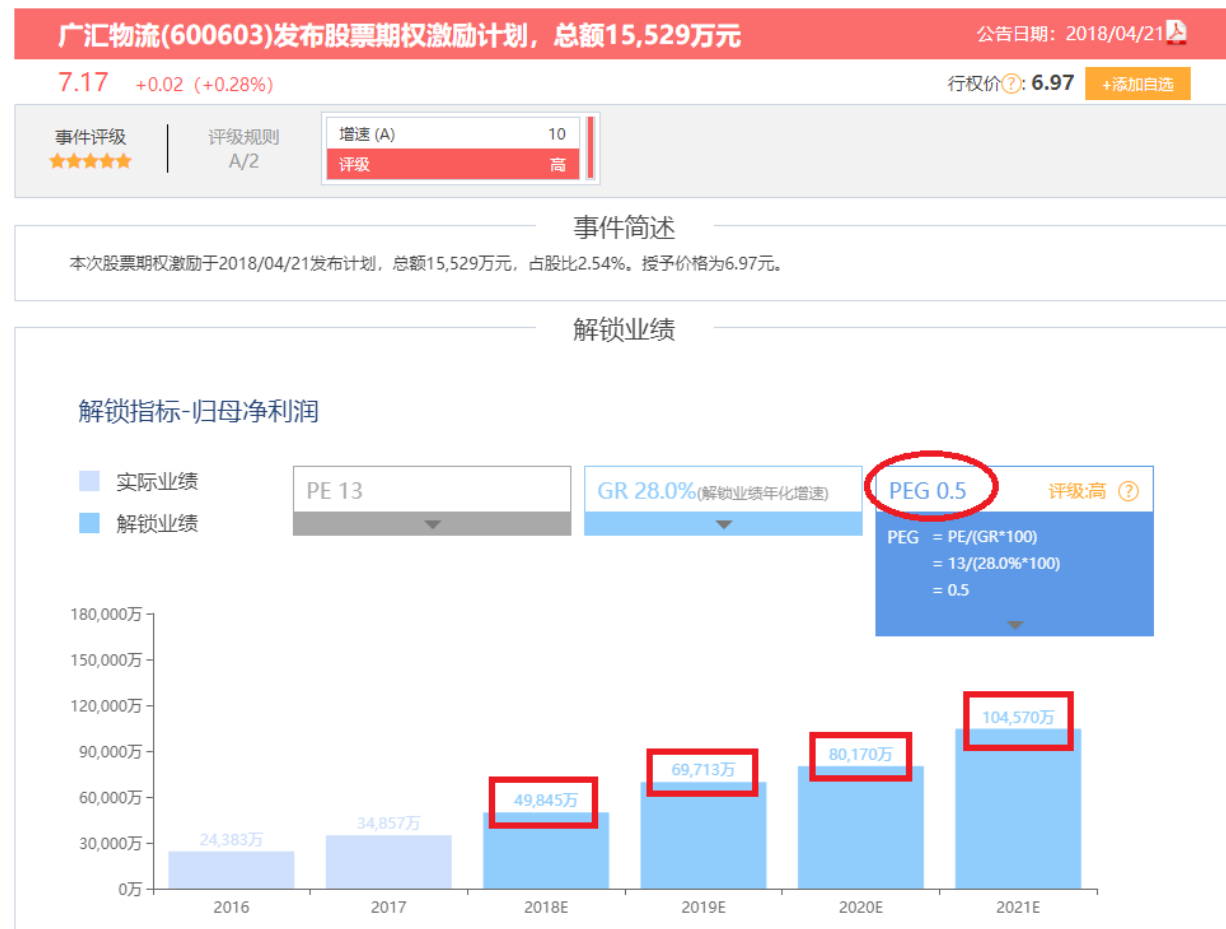 广汇物流(600603)发布股票期权激励计划，总额15,529万元
公告日期：2018/04/21
7.17 +0.02 (+0.28%)
行权价?: 6.97 +添加自选
事件评级
评级规则
A/2
增速 (A) 10
评级 高
事件简述
本次股票期权激励于2018/04/21发布计划，总额15,529万元，占股比2.54%。授予价格为6.97元。
解锁业绩
解锁指标-归母净利润
实际业绩
解锁业绩
PE 13
GR 28.0%(解锁业绩年化增速)
PEG 0.5 评级:高 ?
PEG = PE/(GR*100)
= 13/(28.0%*100)
= 0.5
180,000万
150,000万
120,000万
90,000万
60,000万
30,000万
0万
24,383万
34,857万
49,845万
69,713万
80,170万
104,570万
2016 2017 2018E 2019E 2020E 2021E